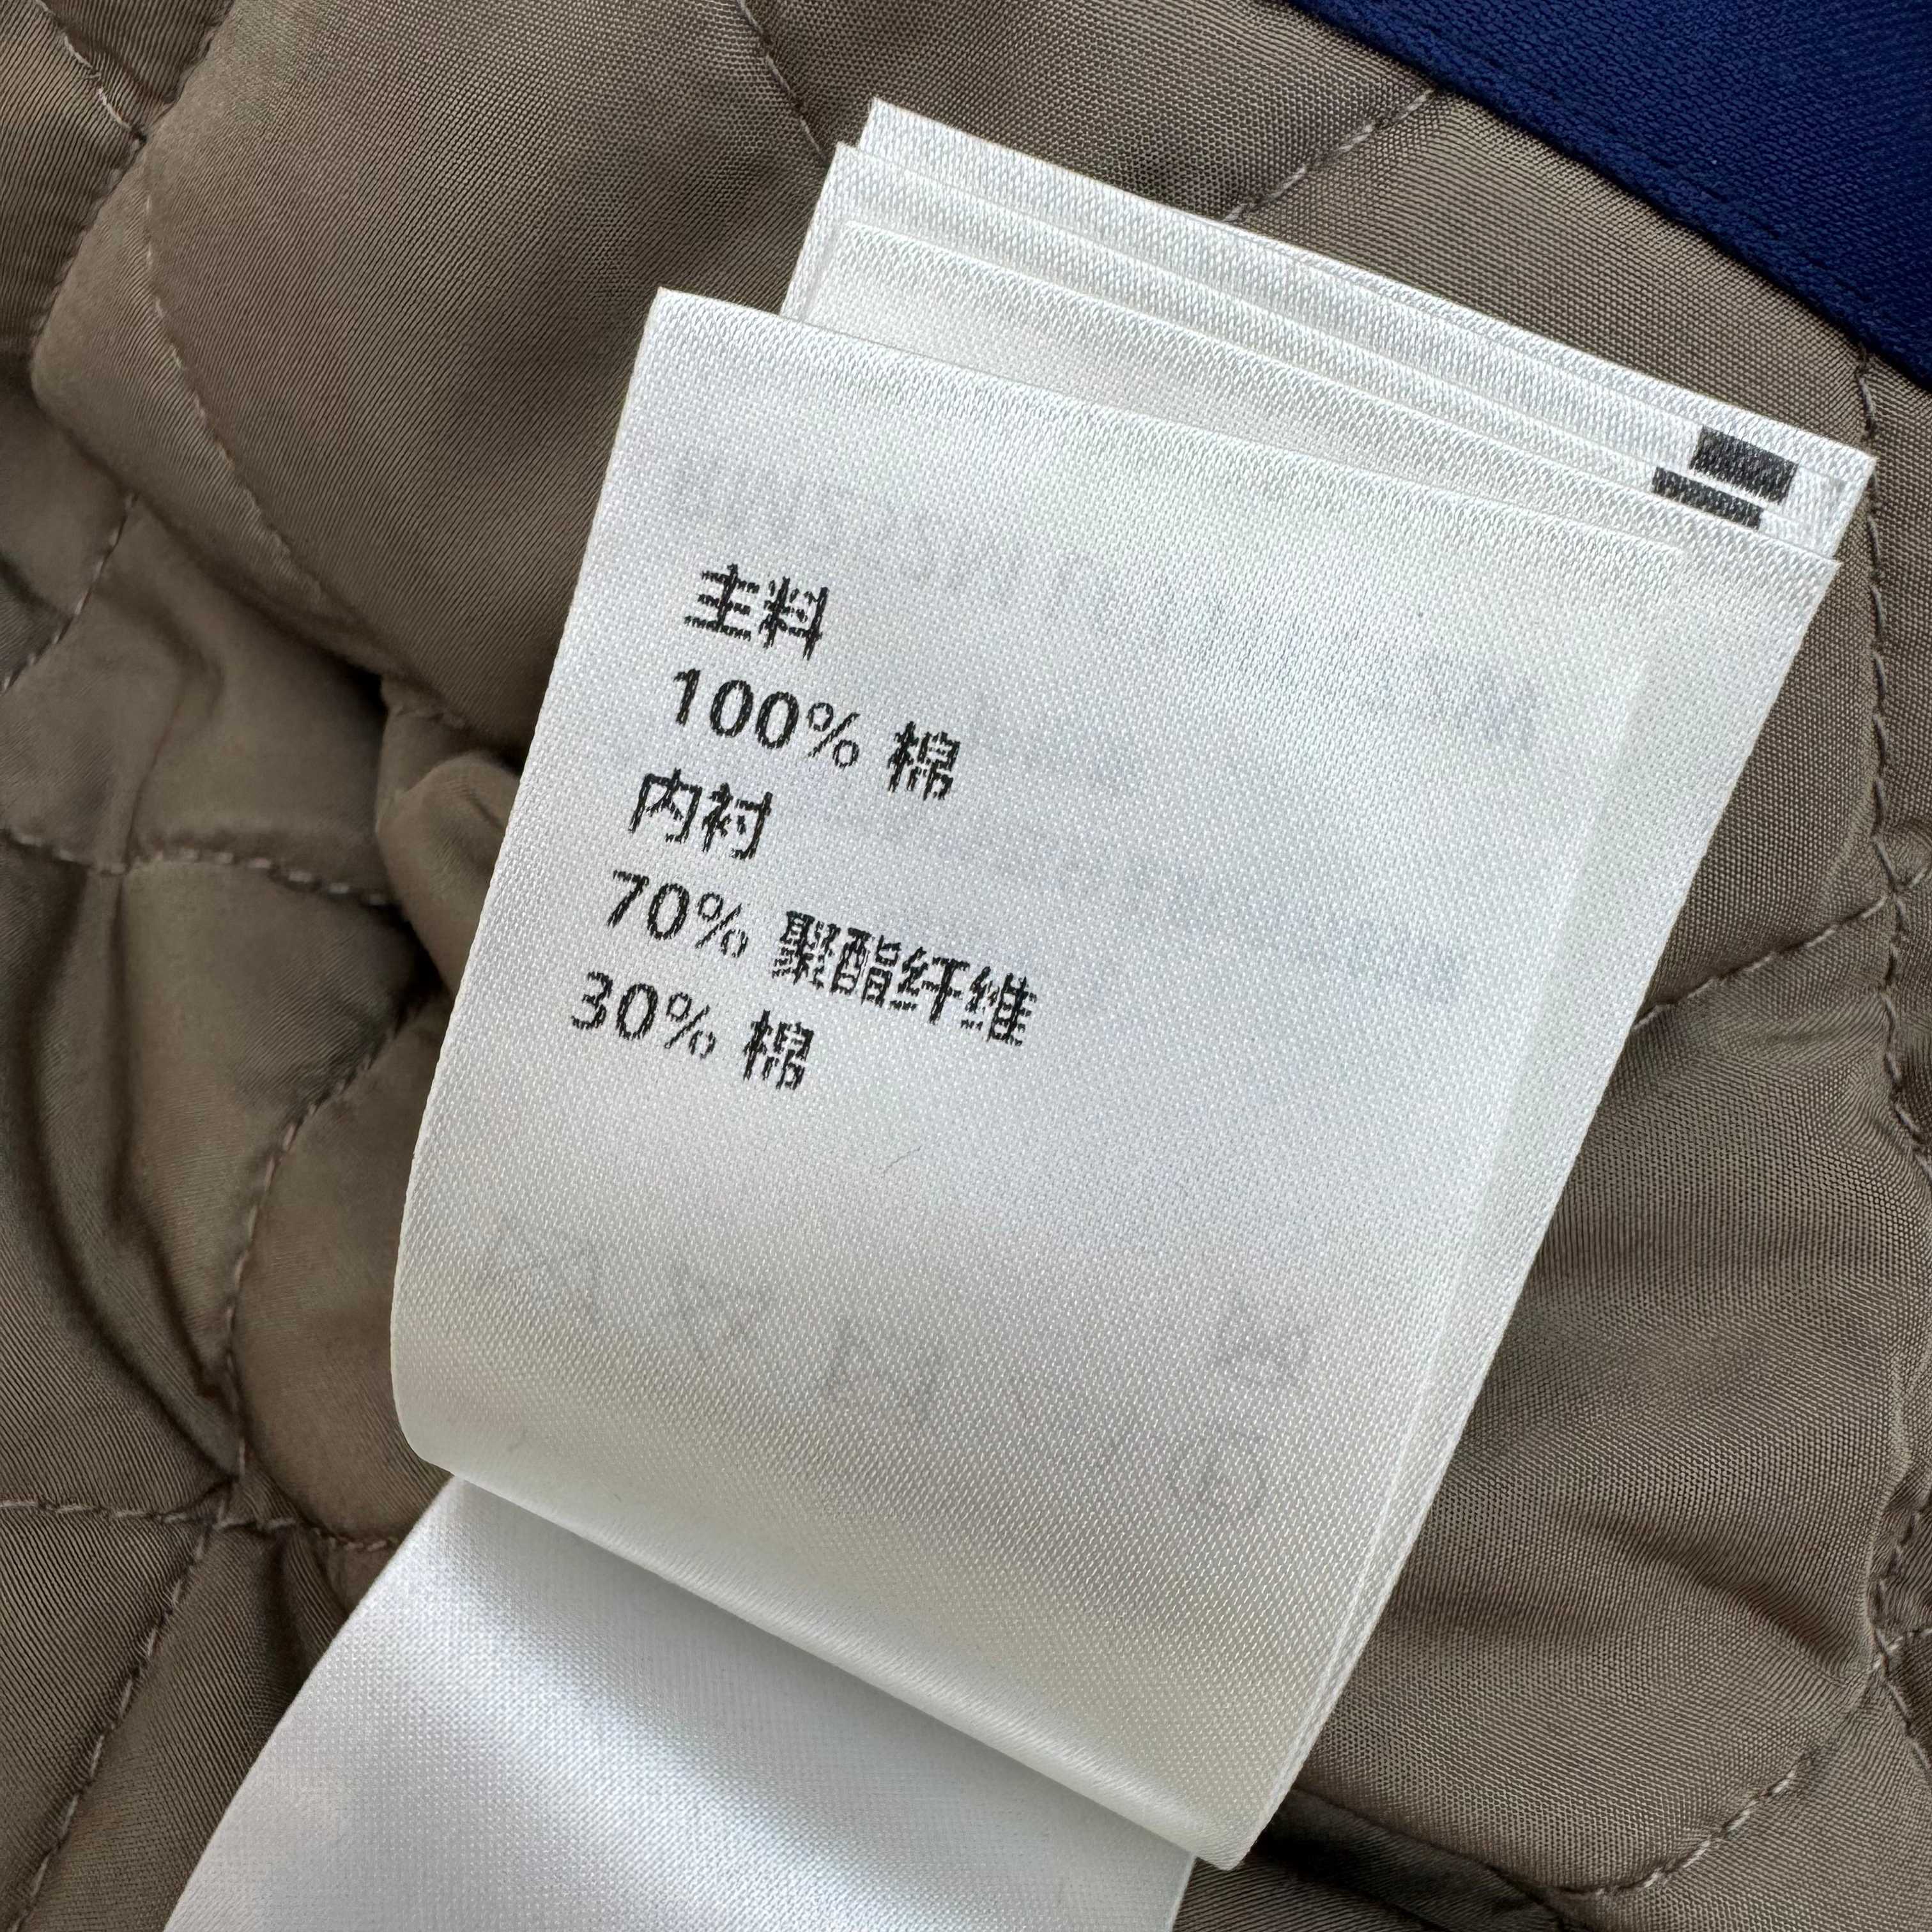 主料
100% 棉
内衬
70% 聚酯纤维
30% 棉